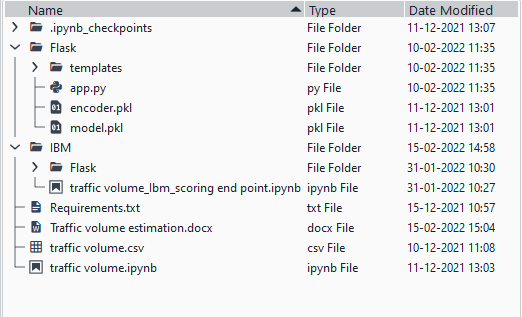 Name Type Date Modified
.ipynb_checkpoints File Folder 11-12-2021 13:07
Flask File Folder 10-02-2022 11:35
templates File Folder 10-02-2022 11:35
app.py py File 10-02-2022 11:35
encoder.pkl pkl File 11-12-2021 13:01
model.pkl pkl File 11-12-2021 13:01
IBM File Folder 15-02-2022 14:58
Flask File Folder 31-01-2022 10:30
traffic volume_Ibm_scoring end point.ipynb ipynb File 31-01-2022 10:27
Requirements.txt txt File 15-12-2021 10:57
Traffic volume estimation.docx docx File 15-02-2022 15:04
traffic volume.csv csv File 10-12-2021 11:08
traffic volume.ipynb ipynb File 11-12-2021 13:03